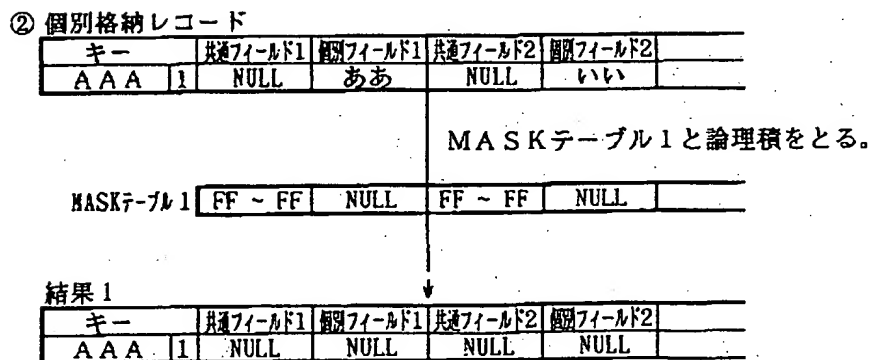 ② 個別格納レコード
キー 共通フィールド1 個別フィールド1 共通フィールド2 個別フィールド2
AAA 1 NULL ああ NULL いい
MASKテーブル1と論理積をとる。
MASKテーブル1 FF ~ FF NULL FF ~ FF NULL
結果1
キー 共通フィールド1 個別フィールド1 共通フィールド2 個別フィールド2
AAA 1 NULL NULL NULL NULL